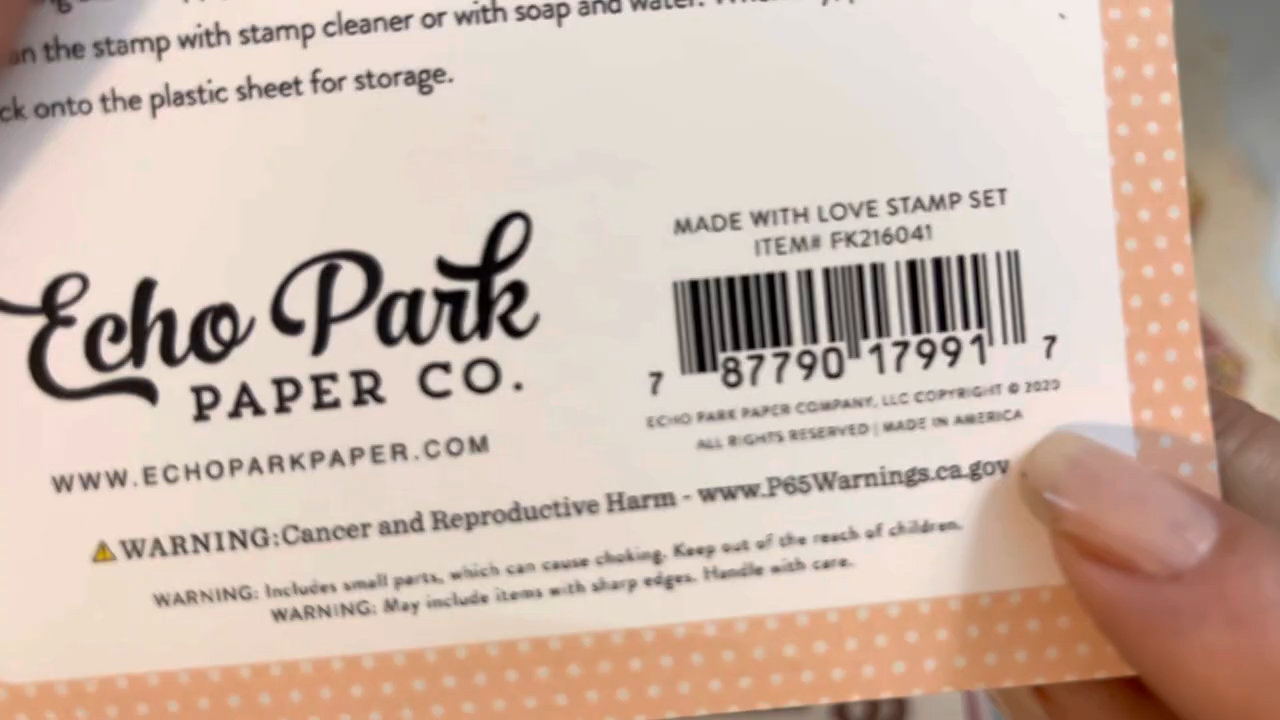 an the stamp with stamp cleaner or with soap and water.
ck onto the plastic sheet for storage.
Echo Park
PAPER CO.
WWW.ECHOPARKPAPER.COM
MADE WITH LOVE STAMP SET
ITEM# FK216041
7 87790 17991 7
ECHO PARK PAPER COMPANY, LLC COPYRIGHT © 2020
ALL RIGHTS RESERVED | MADE IN AMERICA
WARNING:Cancer and Reproductive Harm - www.P65Warnings.ca.gov
WARNING: Includes small parts, which can cause choking. Keep out of the reach of children.
WARNING: May include items with sharp edges. Handle with care.